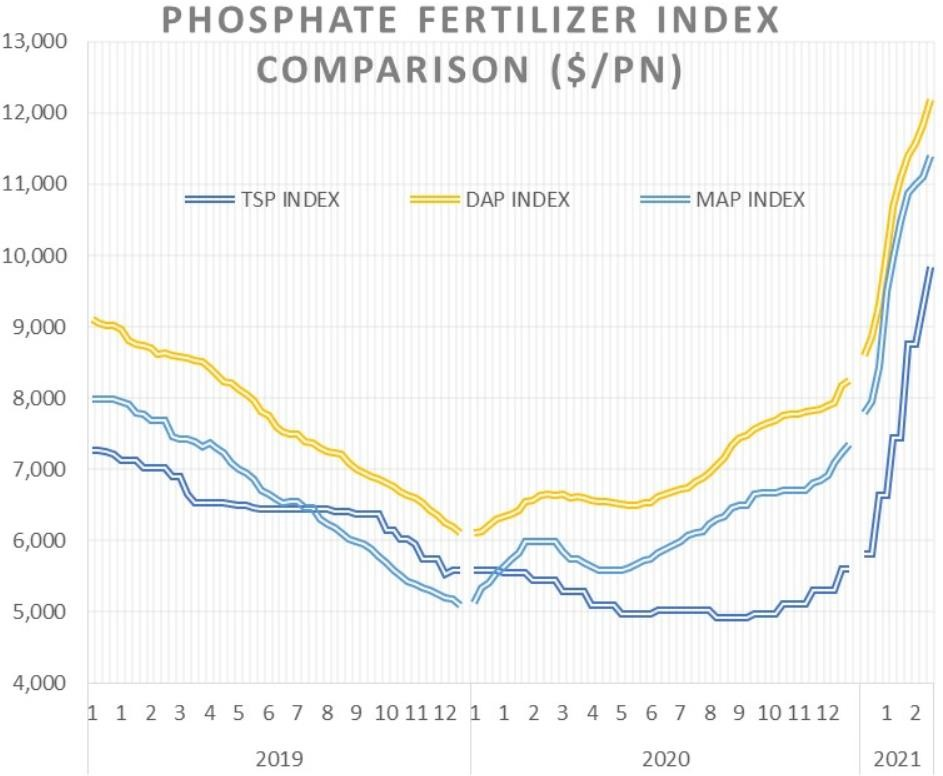 PHOSPHATE FERTILIZER INDEX
COMPARISON ($/PN)
13,000
12,000
11,000
10,000
9,000
8,000
7,000
6,000
5,000
4,000
TSP INDEX DAP INDEX MAP INDEX
1 1 2 3 4 5 6 7 8 9 10 11 12 1 1 2 3 4 5 6 7 8 9 10 11 12 1 2
2019 2020 2021